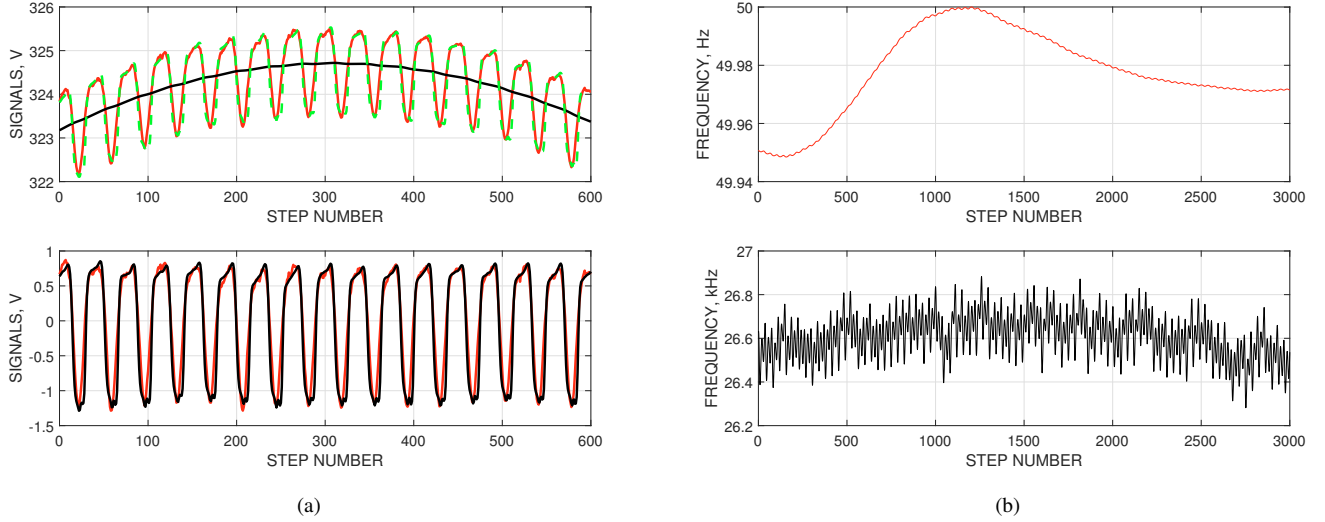 326
325
324
323
322
SIGNALS, V
0 100 200 300 400 500 600
STEP NUMBER
1
0.5
0
-0.5
-1
-1.5
SIGNALS, V
0 100 200 300 400 500 600
STEP NUMBER
(a)
50
49.98
49.96
49.94
FREQUENCY, Hz
0 500 1000 1500 2000 2500 3000
STEP NUMBER
27
26.8
26.6
26.4
26.2
FREQUENCY, kHz
0 500 1000 1500 2000 2500 3000
STEP NUMBER
(b)